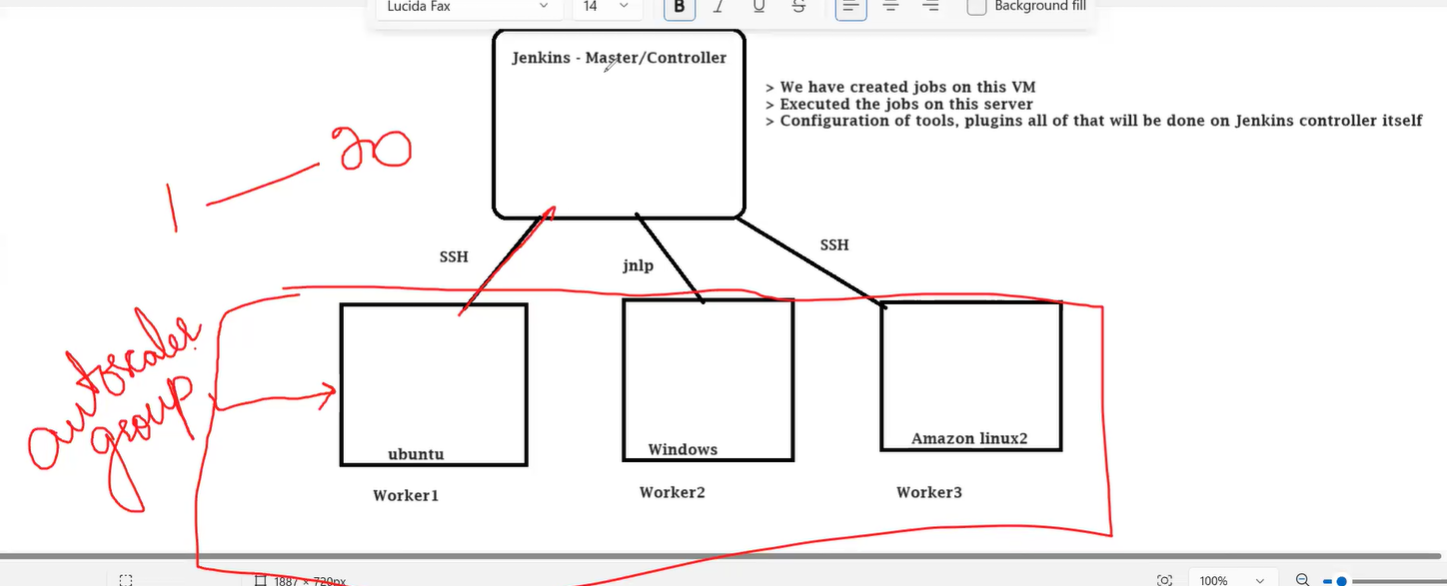 Lucida Fax 14 B I U S Background fill
Jenkins - Master/Controller
> We have created jobs on this VM
> Executed the jobs on this server
> Configuration of tools, plugins all of that will be done on Jenkins controller itself
1 — 20
SSH
jnlp
SSH
autoscaler
group
ubuntu
Windows
Amazon linux2
Worker1
Worker2
Worker3
1887 × 720px
100%